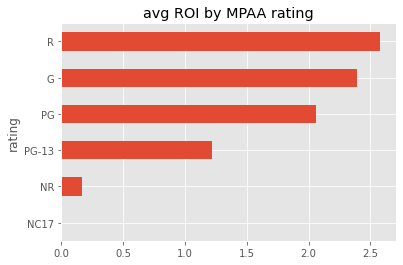 avg ROI by MPAA rating
R
G
PG
PG-13
NR
NC17
rating
0.0 0.5 1.0 1.5 2.0 2.5